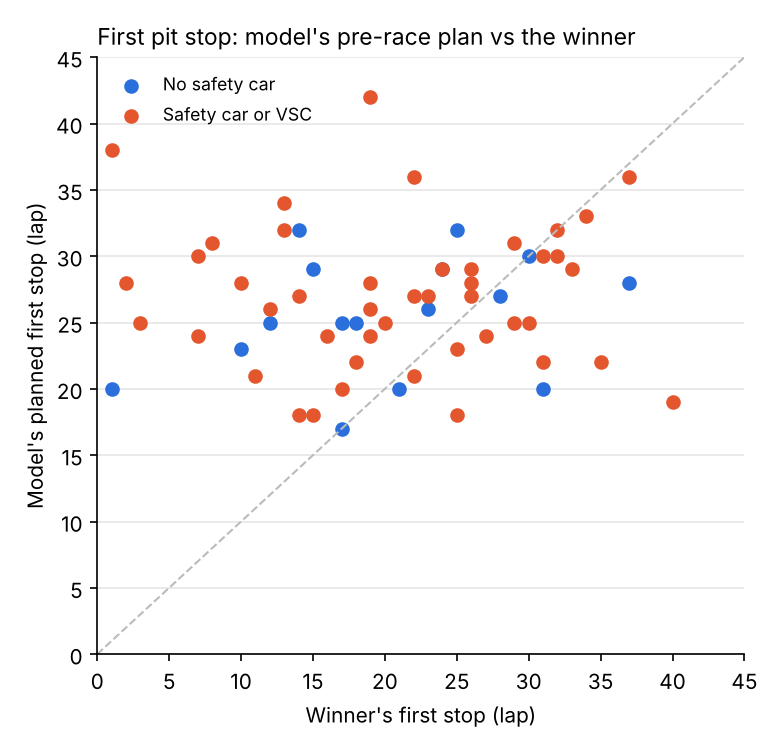 First pit stop: model's pre-race plan vs the winner
No safety car
Safety car or VSC
Model's planned first stop (lap)
45
40
35
30
25
20
15
10
5
0
0 5 10 15 20 25 30 35 40 45
Winner's first stop (lap)